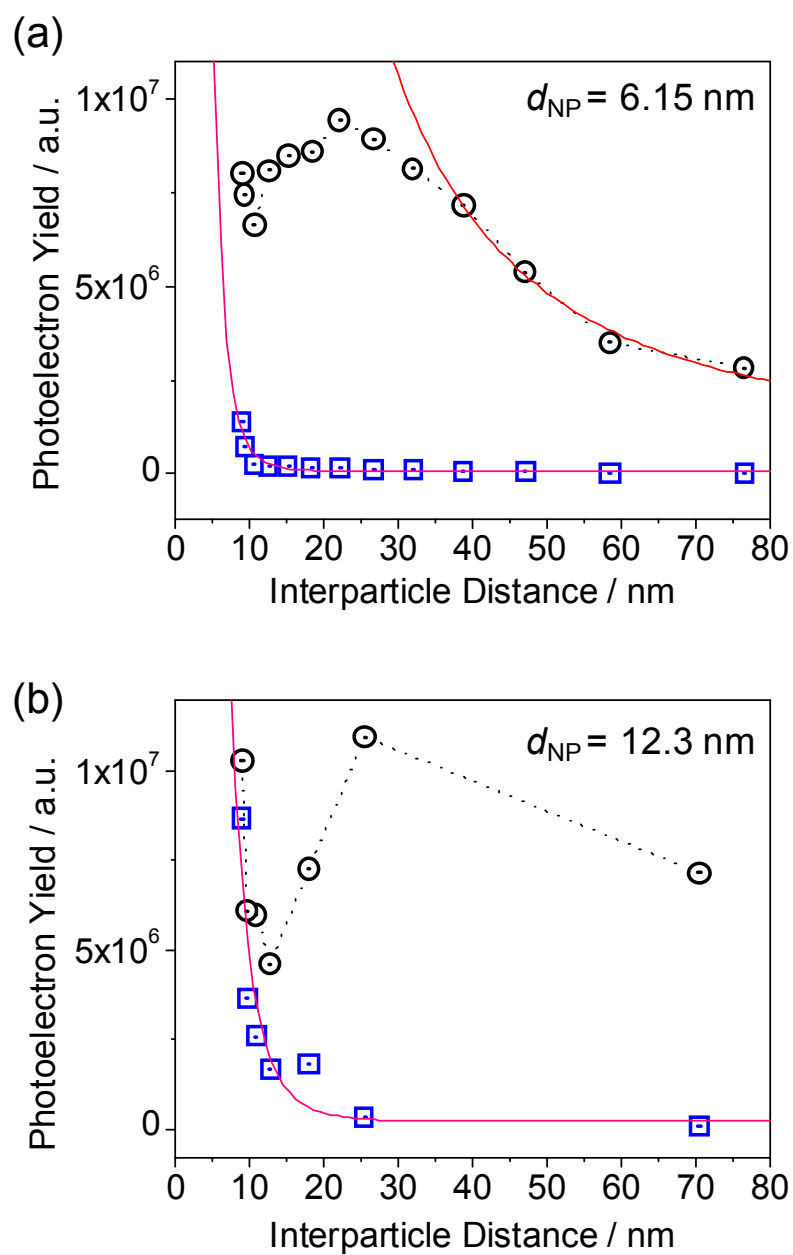 (a)
d_NP = 6.15 nm
1x10⁷
5x10⁶
0
Photoelectron Yield / a.u.
0 10 20 30 40 50 60 70 80
Interparticle Distance / nm
(b)
d_NP = 12.3 nm
1x10⁷
5x10⁶
0
Photoelectron Yield / a.u.
0 10 20 30 40 50 60 70 80
Interparticle Distance / nm